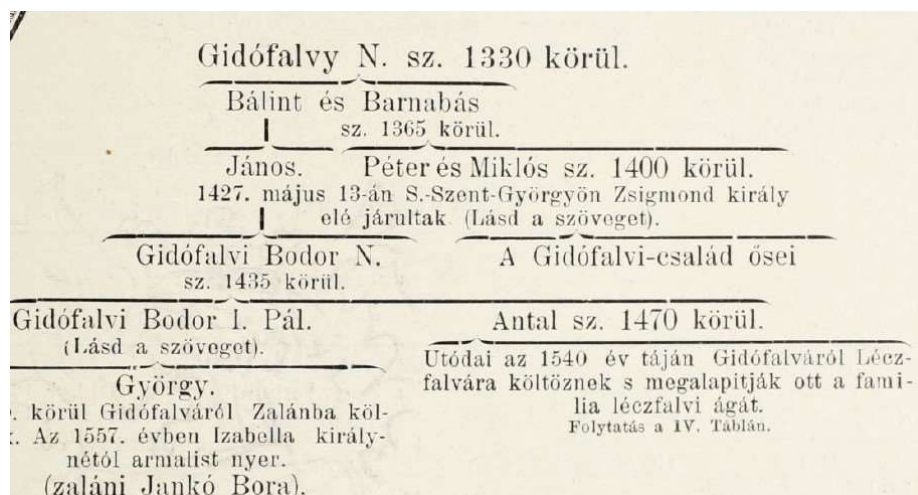 Gidófalvy N. sz. 1330 körül.
Bálint és Barnabás
sz. 1365 körül.
János. Péter és Miklós sz. 1400 körül.
1427. május 13-án S.-Szent-Györgyön Zsigmond király
elé járultak (Lásd a szöveget).
Gidófalvi Bodor N. A Gidófalvi-család ősei
sz. 1435 körül.
Gidófalvi Bodor I. Pál. Antal sz. 1470 körül.
(Lásd a szöveget).
Utódai az 1540 év táján Gidófalváról Lécz-
falvára költöznek s megalapitják ott a fami-
lia léczfalvi ágát.
Folytatás a IV. Táblán.
György.
. körül Gidófalváról Zalánba köl-
. Az 1557. évben Izabella király-
nétól armalist nyer.
(zaláni Jankó Bora).